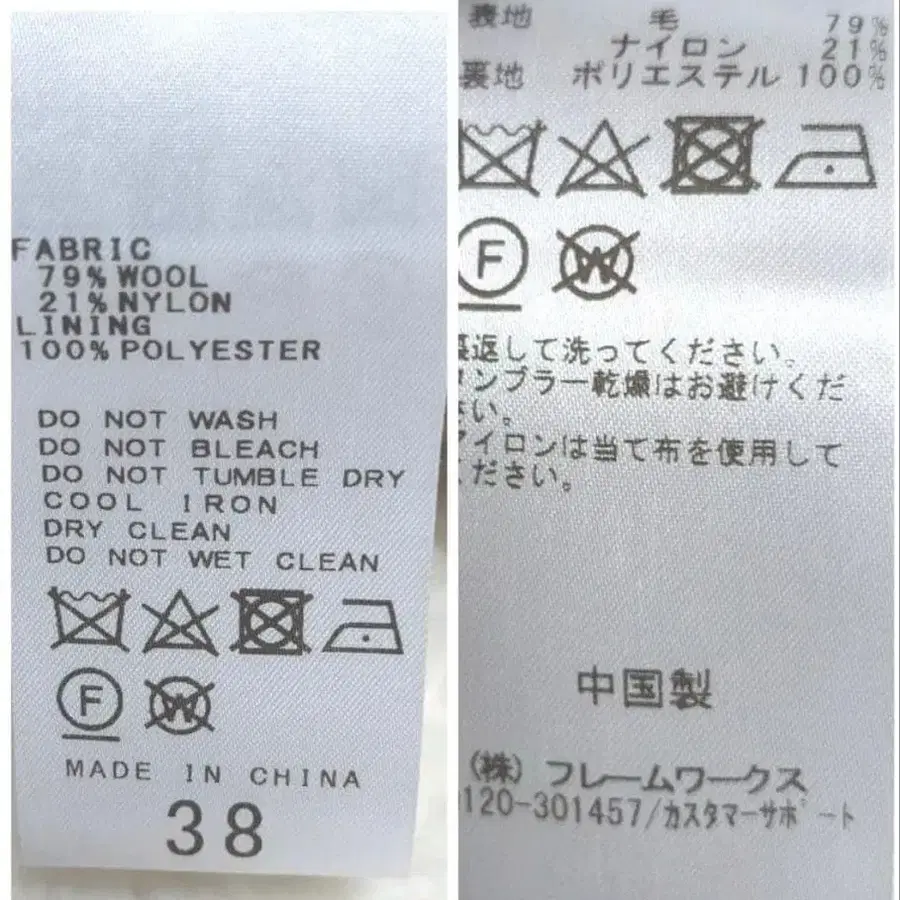 FABRIC
79% WOOL
21% NYLON
LINING
100% POLYESTER
DO NOT WASH
DO NOT BLEACH
DO NOT TUMBLE DRY
COOL IRON
DRY CLEAN
DO NOT WET CLEAN
F W
MADE IN CHINA
38
表地 毛 79%
ナイロン 21%
裏地 ポリエステル 100%
F W
裏返して洗ってください。
タンブラー乾燥はお避けくだ
さい。
アイロンは当て布を使用して
ください。
中国製
(株) フレームワークス
120-301457/カスタマーサポート